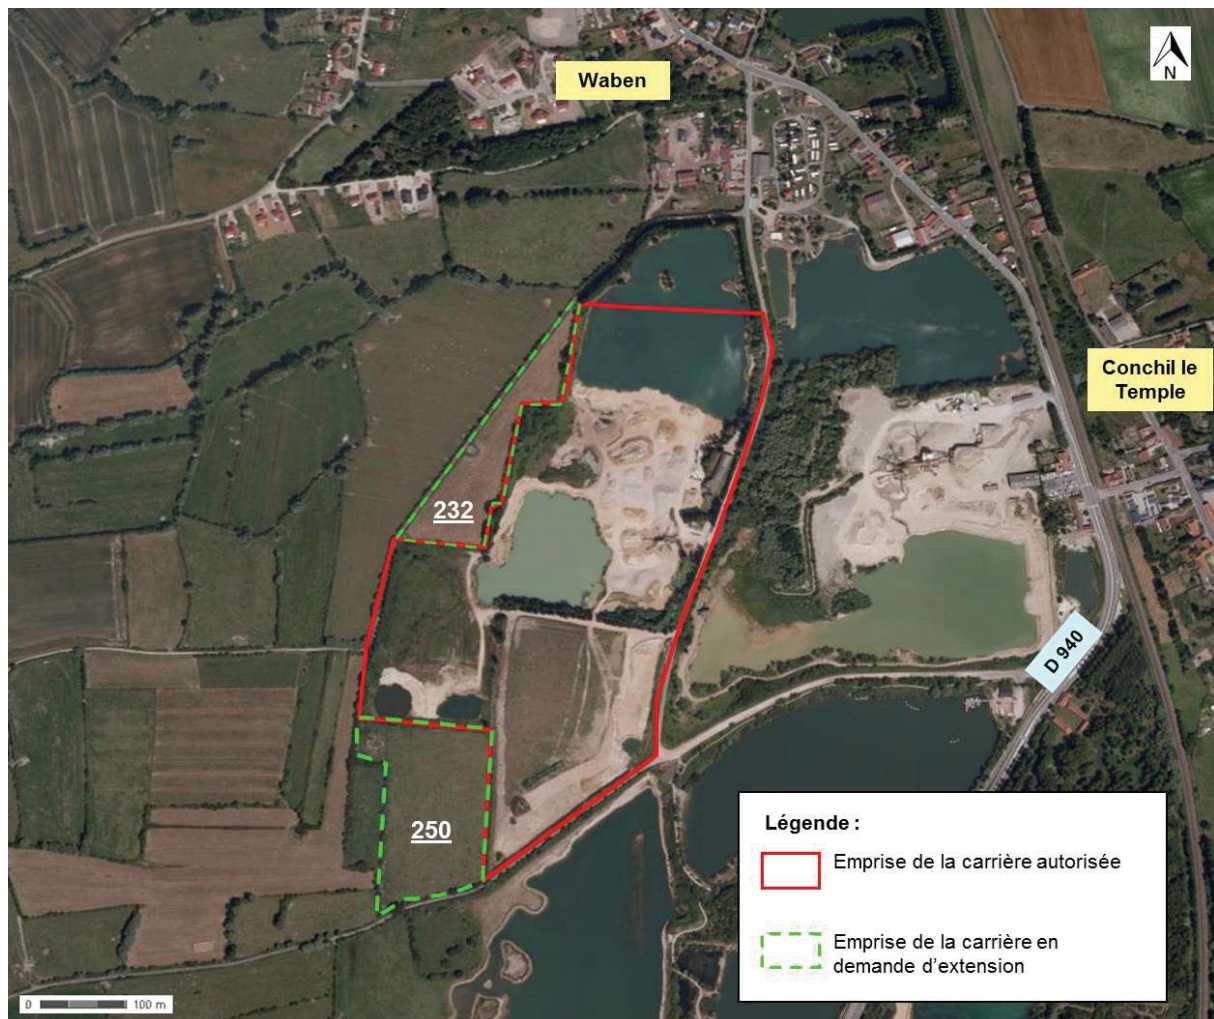 Waben
N
Conchil le
Temple
232
D 940
250
Légende :
Emprise de la carrière autorisée
Emprise de la carrière en
demande d'extension
0 100 m